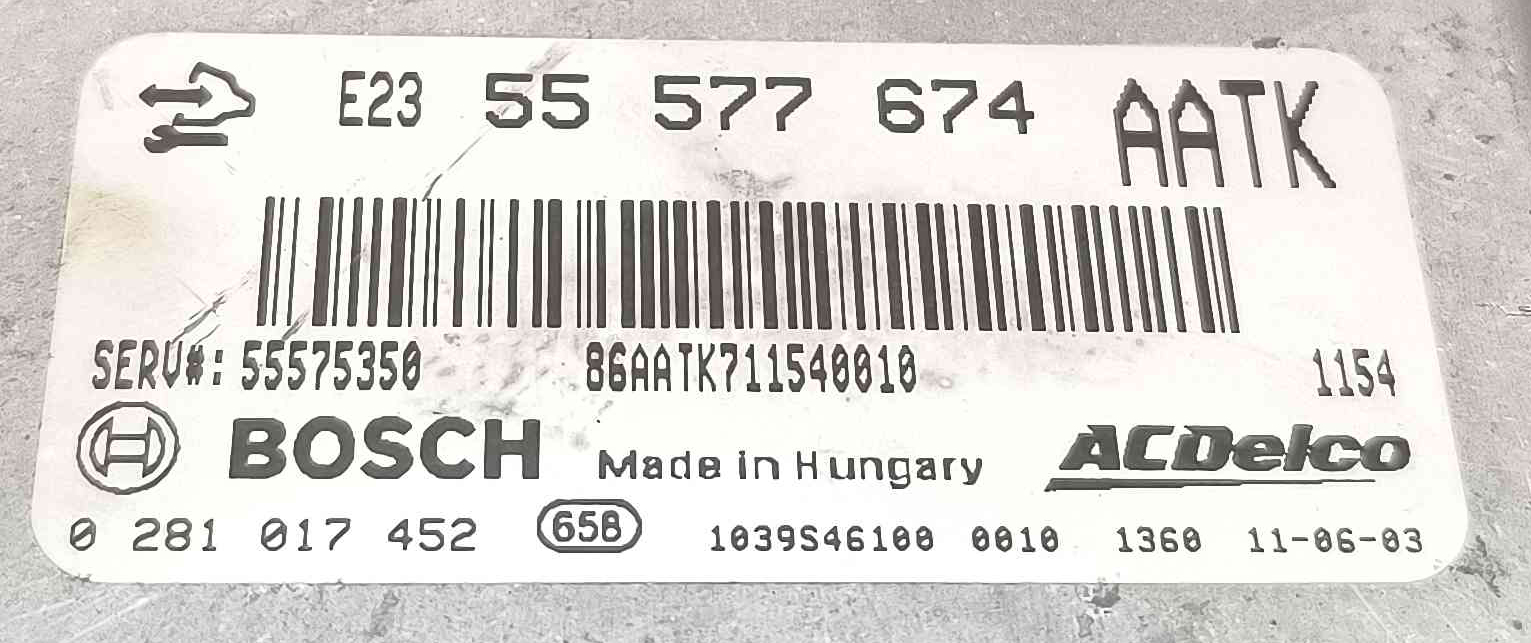 E23 55 577 674 AATK
SERV#: 55575350 86AATK711540010 1154
BOSCH Made in Hungary ACDelco
0 281 017 452 658 1039S46100 0010 1360 11-06-03